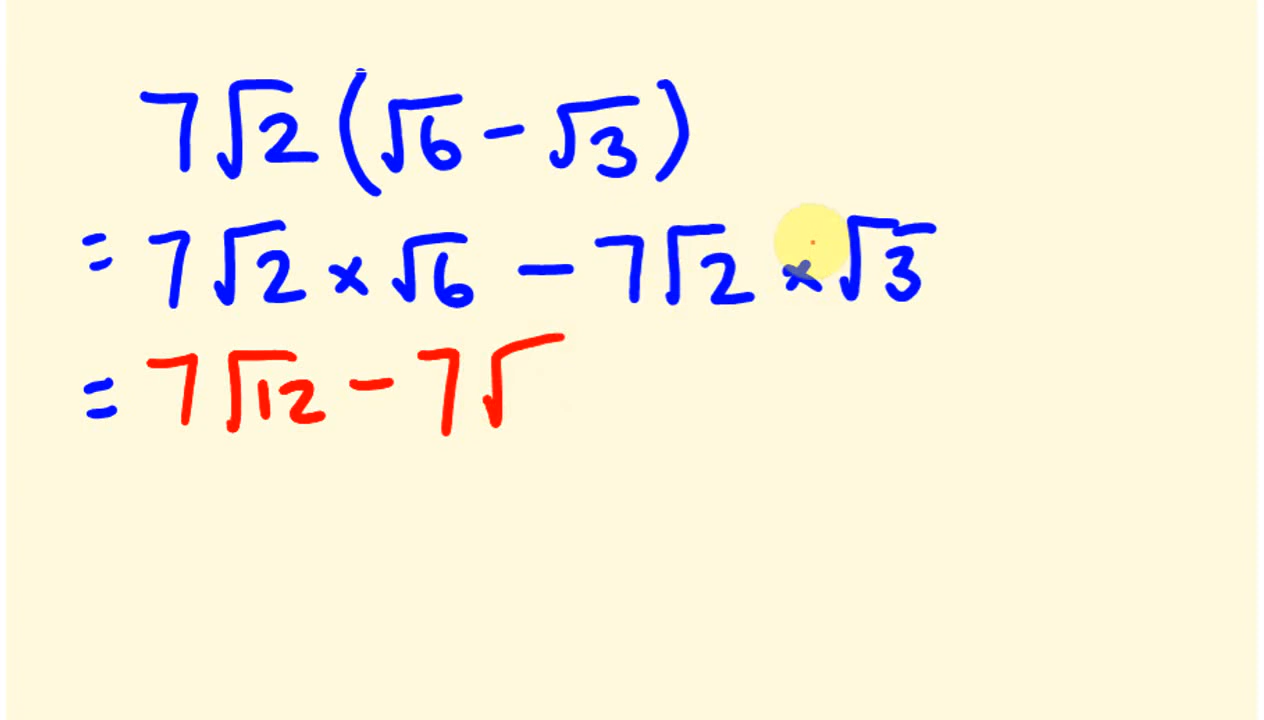 7√2(√6-√3)
= 7√2×√6 - 7√2×√3
= 7√12 - 7√